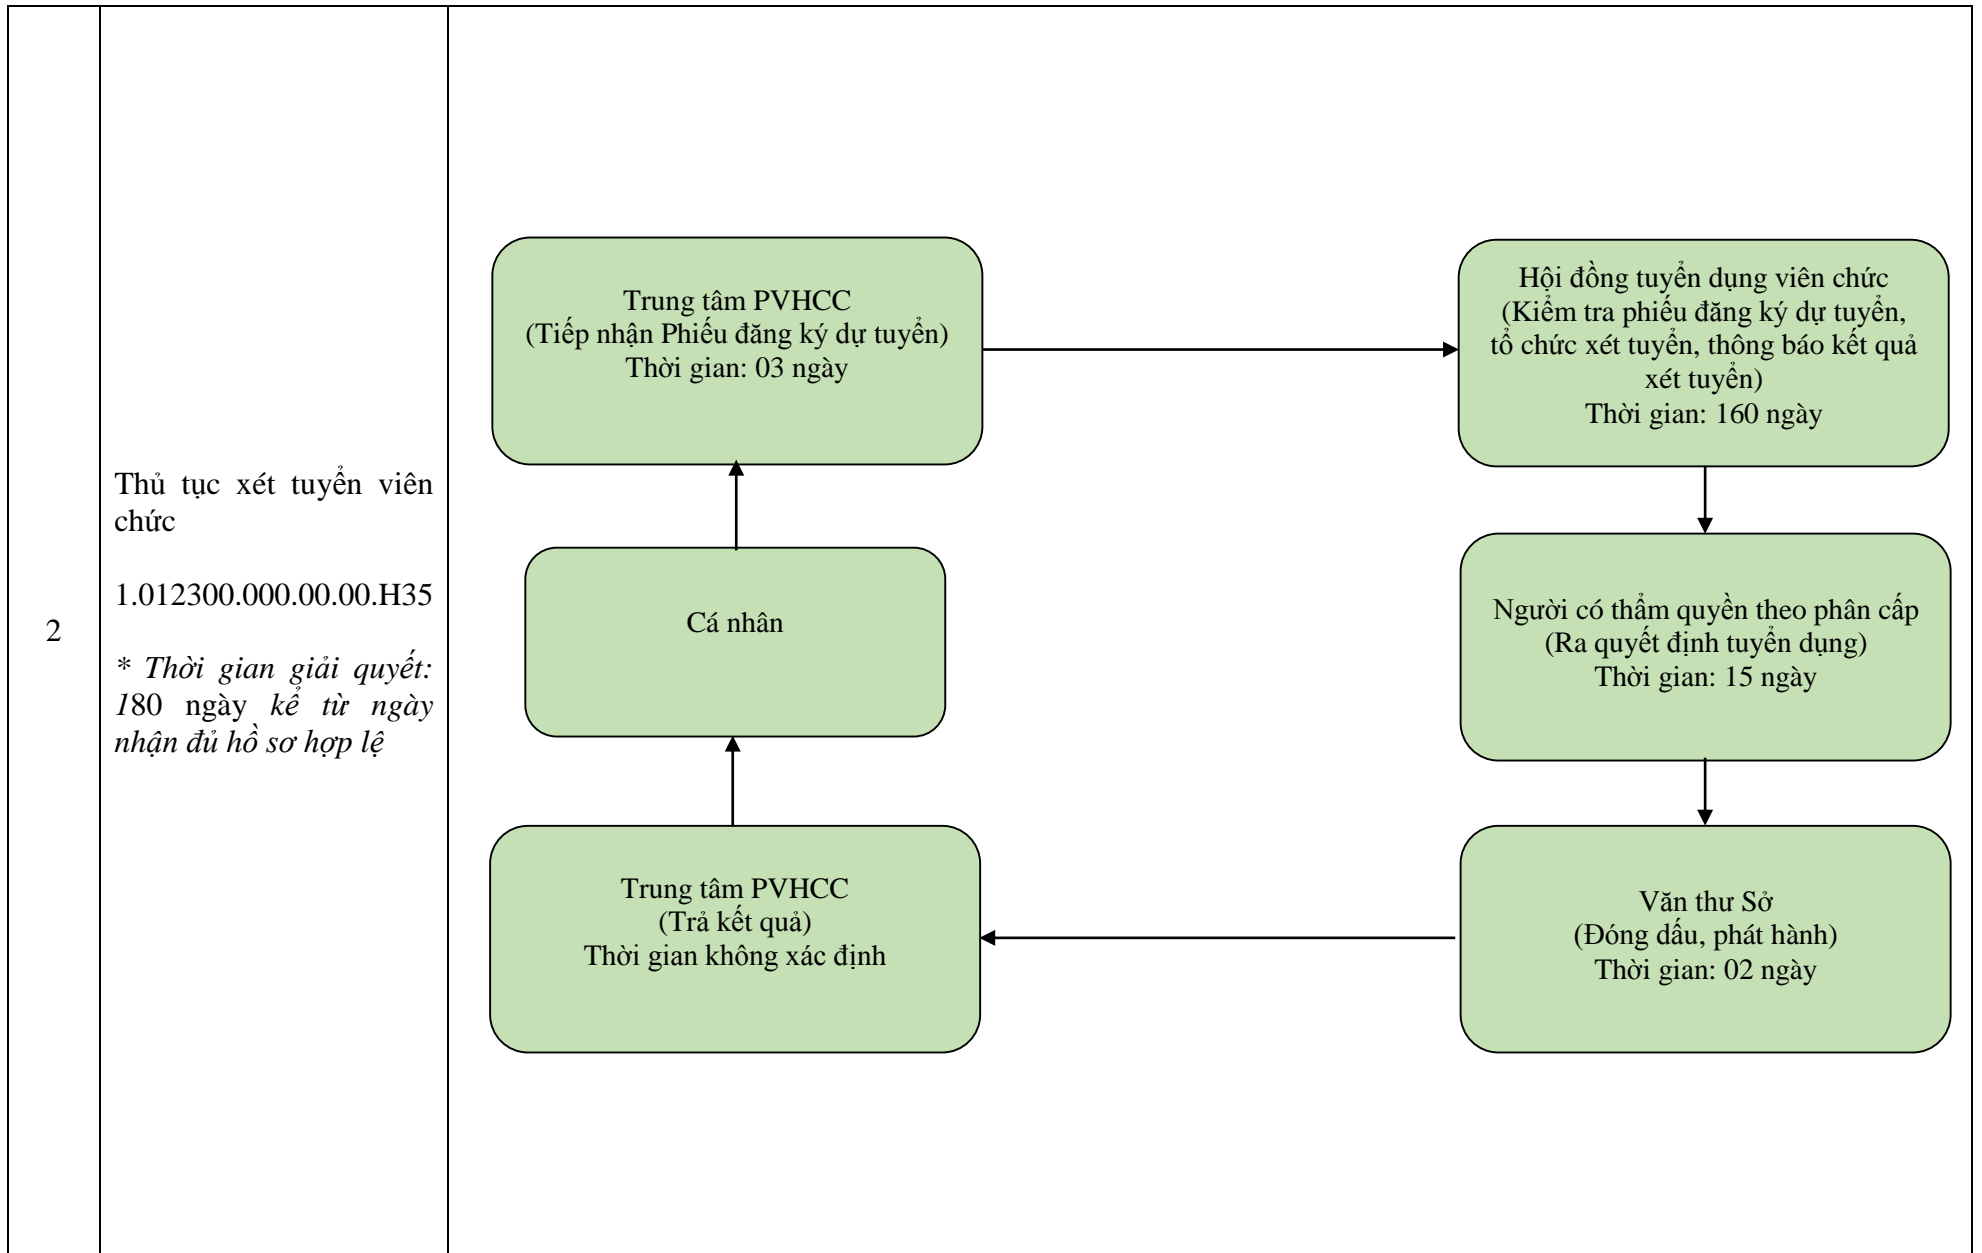 2
Thủ tục xét tuyển viên
chức
1.012300.000.00.00.H35
* Thời gian giải quyết:
180 ngày kể từ ngày
nhận đủ hồ sơ hợp lệ
Trung tâm PVHCC
(Tiếp nhận Phiếu đăng ký dự tuyển)
Thời gian: 03 ngày
Hội đồng tuyển dụng viên chức
(Kiểm tra phiếu đăng ký dự tuyển,
tổ chức xét tuyển, thông báo kết quả
xét tuyển)
Thời gian: 160 ngày
Cá nhân
Người có thẩm quyền theo phân cấp
(Ra quyết định tuyển dụng)
Thời gian: 15 ngày
Trung tâm PVHCC
(Trả kết quả)
Thời gian không xác định
Văn thư Sở
(Đóng dấu, phát hành)
Thời gian: 02 ngày